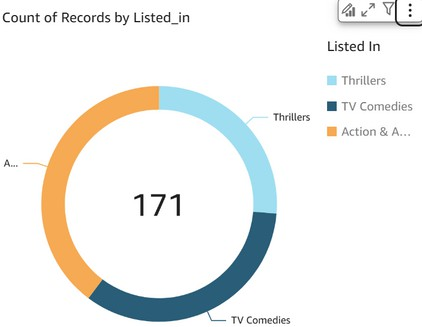 Count of Records by Listed_in
Listed In
Thrillers
TV Comedies
Action & A...
Thrillers
A...
171
TV Comedies